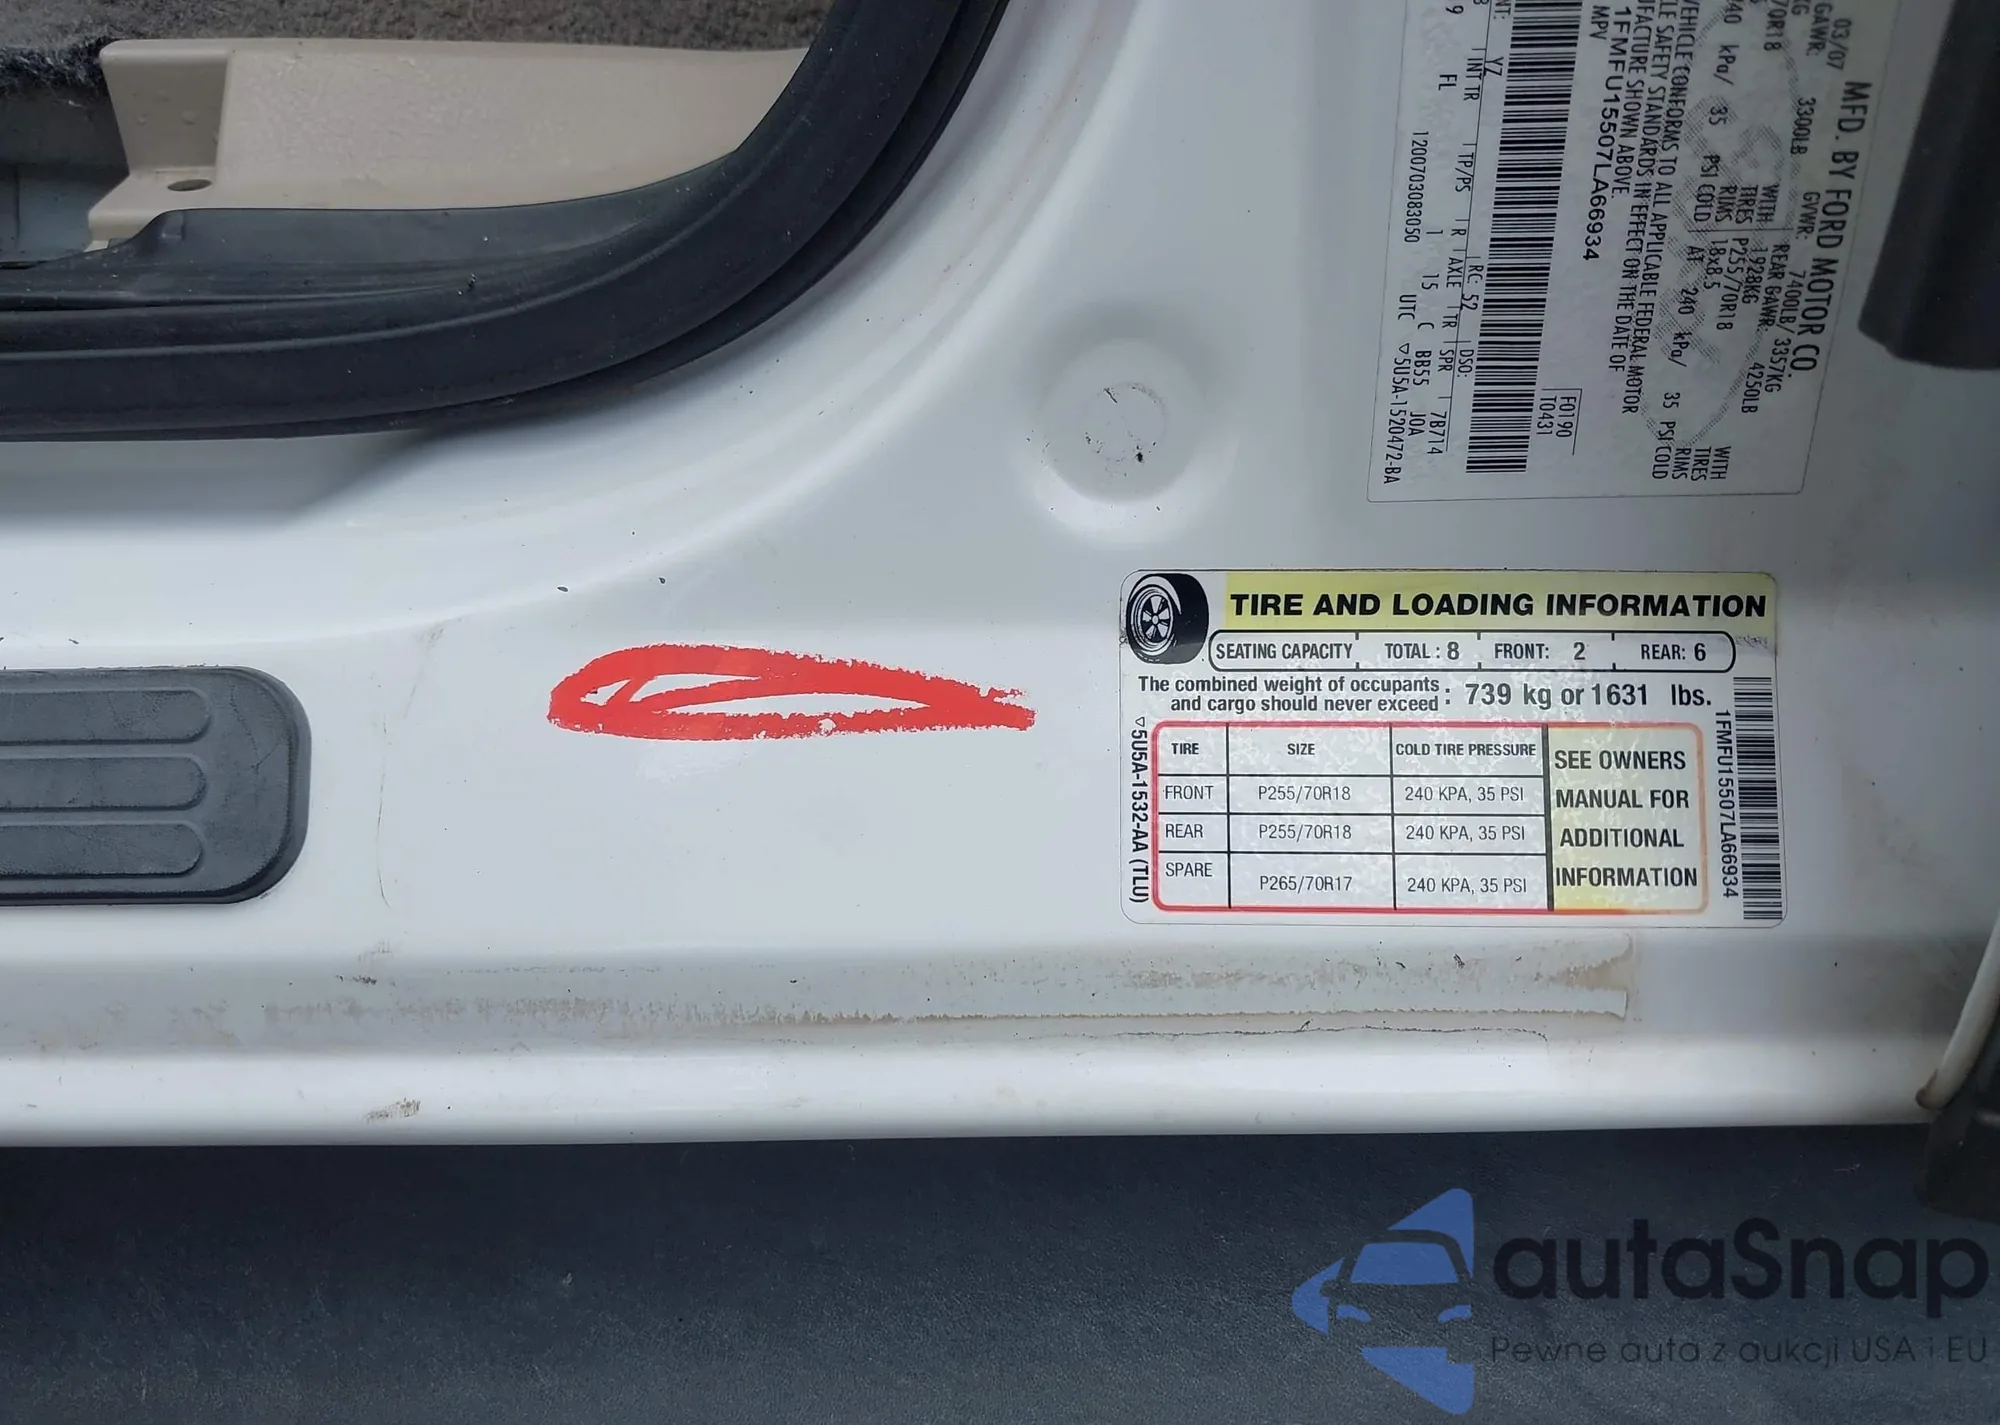 MFD. BY FORD MOTOR CO.
03/07
GVWR: 7400LB/ 3357KG
GAWR: 3300LB
REAR GAWR: 4250LB
WITH 1928KG
WITH
TIRES P255/70R18
TIRES
RIMS 18x8.5
RIMS
kPa/ 35 PSI COLD
AT 240 kPa/ 35 PSI COLD
VEHICLE CONFORMS TO ALL APPLICABLE FEDERAL MOTOR
SAFETY STANDARDS IN EFFECT ON THE DATE OF
SHOWN ABOVE.
1FMFU15507LA66934
MPV
F0190
T0431
YZ
RC: 52 DSO:
INT TR TP/PS R AXLE TR SPR
FL 1 15 C BB55 7B714
J0A
120070308305O UTC ▽5U5A-1520472-BA
TIRE AND LOADING INFORMATION
SEATING CAPACITY TOTAL : 8 FRONT: 2 REAR: 6
The combined weight of occupants
and cargo should never exceed : 739 kg or 1631 lbs.
TIRE SIZE COLD TIRE PRESSURE
FRONT P255/70R18 240 KPA, 35 PSI
REAR P255/70R18 240 KPA, 35 PSI
SPARE P265/70R17 240 KPA, 35 PSI
SEE OWNERS
MANUAL FOR
ADDITIONAL
INFORMATION
▽5U5A-1532-AA (TLU)
1FMFU15507LA66934
autoSnap
Pewne auta z aukcji USA i EU